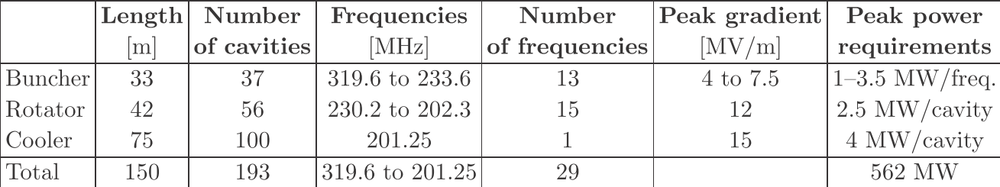 Length Number Frequencies Number Peak gradient Peak power
[m] of cavities [MHz] of frequencies [MV/m] requirements
Buncher 33 37 319.6 to 233.6 13 4 to 7.5 1–3.5 MW/freq.
Rotator 42 56 230.2 to 202.3 15 12 2.5 MW/cavity
Cooler 75 100 201.25 1 15 4 MW/cavity
Total 150 193 319.6 to 201.25 29 562 MW